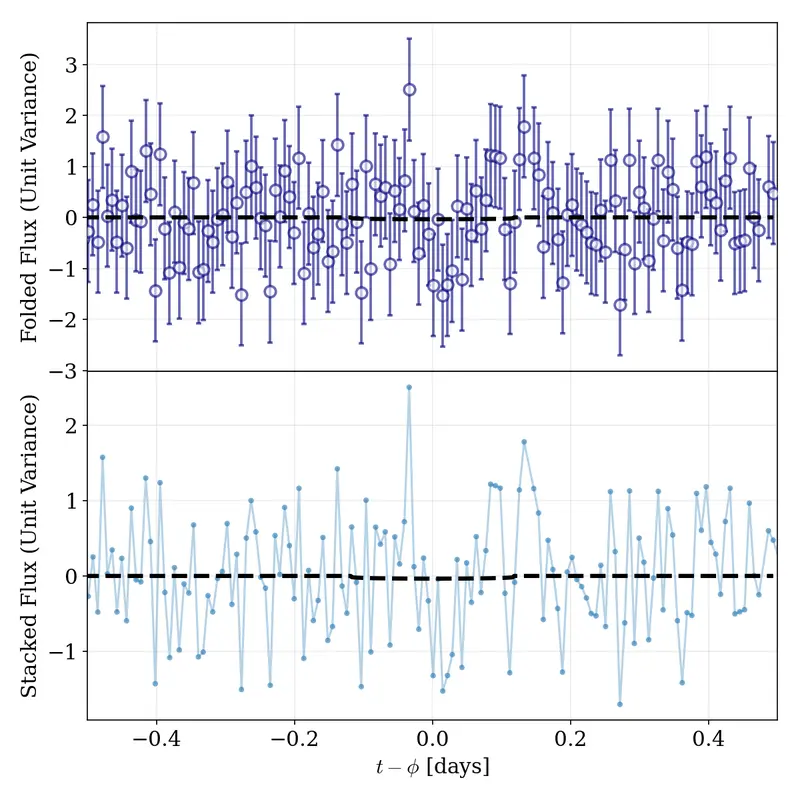 Folded Flux (Unit Variance)
3
2
1
0
−1
−2
−3
Stacked Flux (Unit Variance)
2
1
0
−1
−0.4 −0.2 0.0 0.2 0.4
t − ϕ [days]